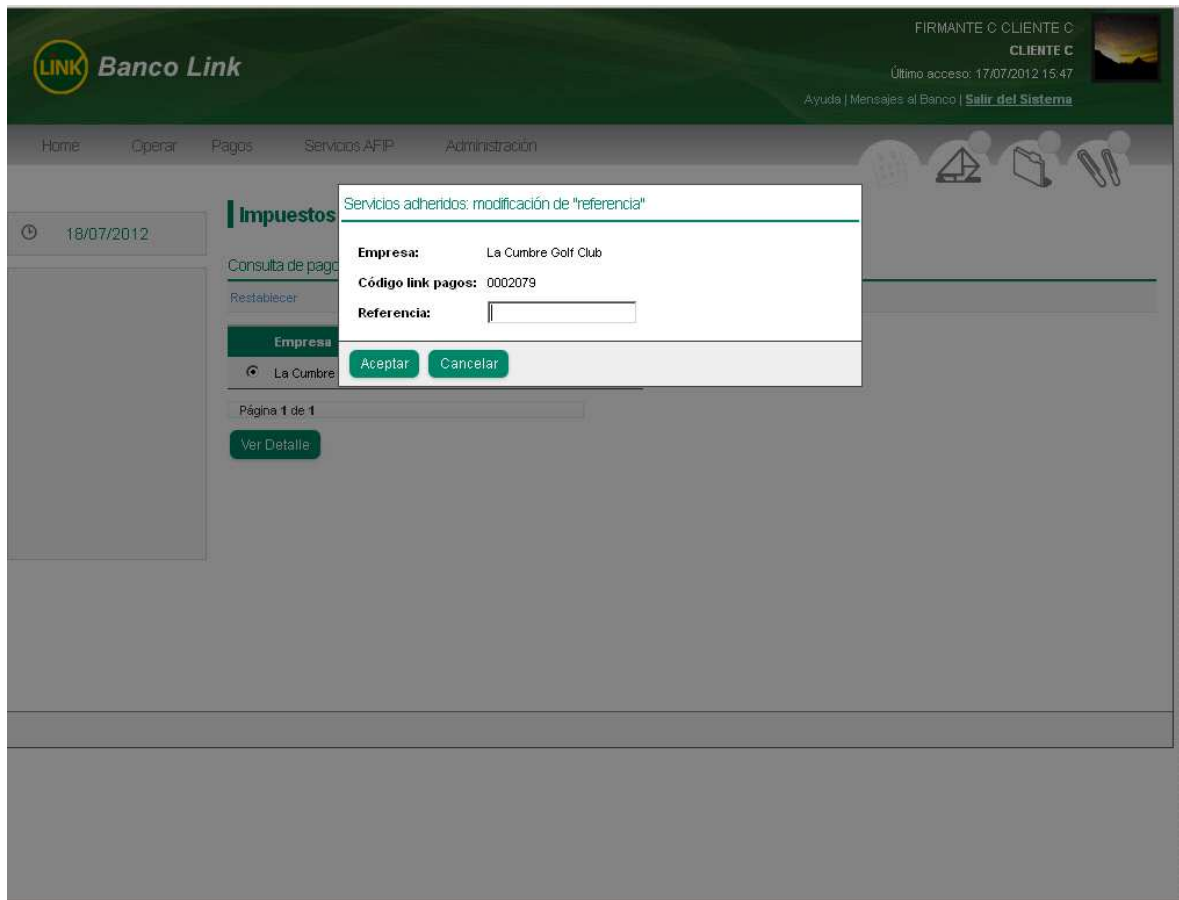 FIRMANTE C CLIENTE C
CLIENTE C
LINK Banco Link
Último acceso: 17/07/2012 15:47
Ayuda | Mensajes al Banco | Salir del Sistema
Home Operar Pagos Servicios AFIP Administración
18/07/2012
Impuestos
Servicios adheridos: modificación de "referencia"
Consulta de pago
Restablecer
Empresa: La Cumbre Golf Club
Código link pagos: 0002079
Referencia:
Aceptar Cancelar
Empresa
La Cumbre
Página 1 de 1
Ver Detalle